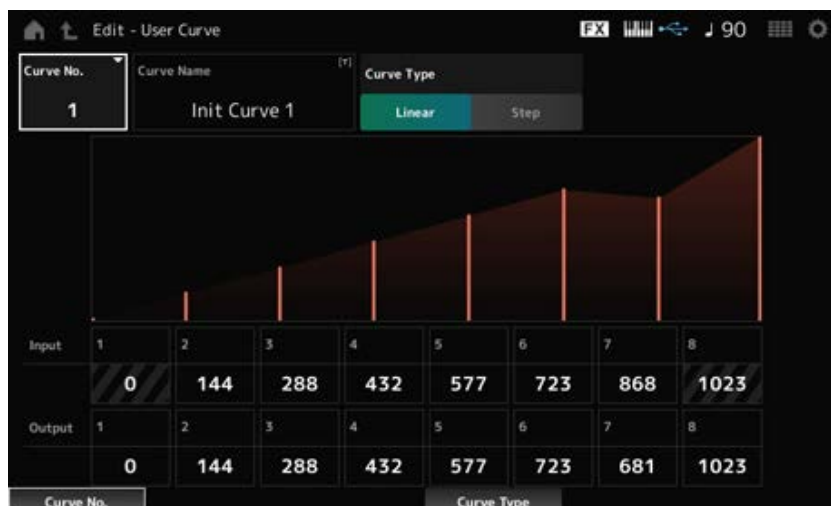 Edit - User Curve FX 90
Curve No. Curve Name [T] Curve Type
1 Init Curve 1 Linear Step
Input 1 2 3 4 5 6 7 8
0 144 288 432 577 723 868 1023
Output 1 2 3 4 5 6 7 8
0 144 288 432 577 723 681 1023
Curve No. Curve Type